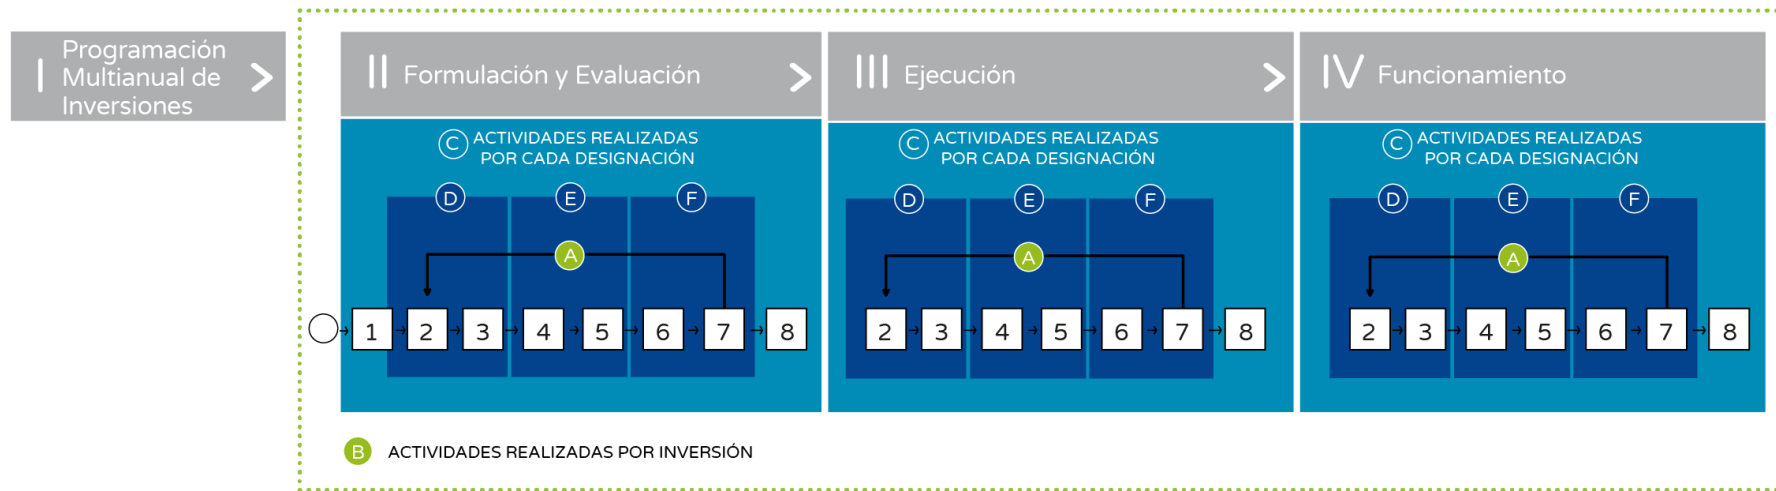 I Programación
Multianual de
Inversiones
II Formulación y Evaluación
III Ejecución
IV Funcionamiento
C ACTIVIDADES REALIZADAS
POR CADA DESIGNACIÓN
D E F
A
1 2 3 4 5 6 7 8
C ACTIVIDADES REALIZADAS
POR CADA DESIGNACIÓN
D E F
A
2 3 4 5 6 7 8
C ACTIVIDADES REALIZADAS
POR CADA DESIGNACIÓN
D E F
A
2 3 4 5 6 7 8
B ACTIVIDADES REALIZADAS POR INVERSIÓN